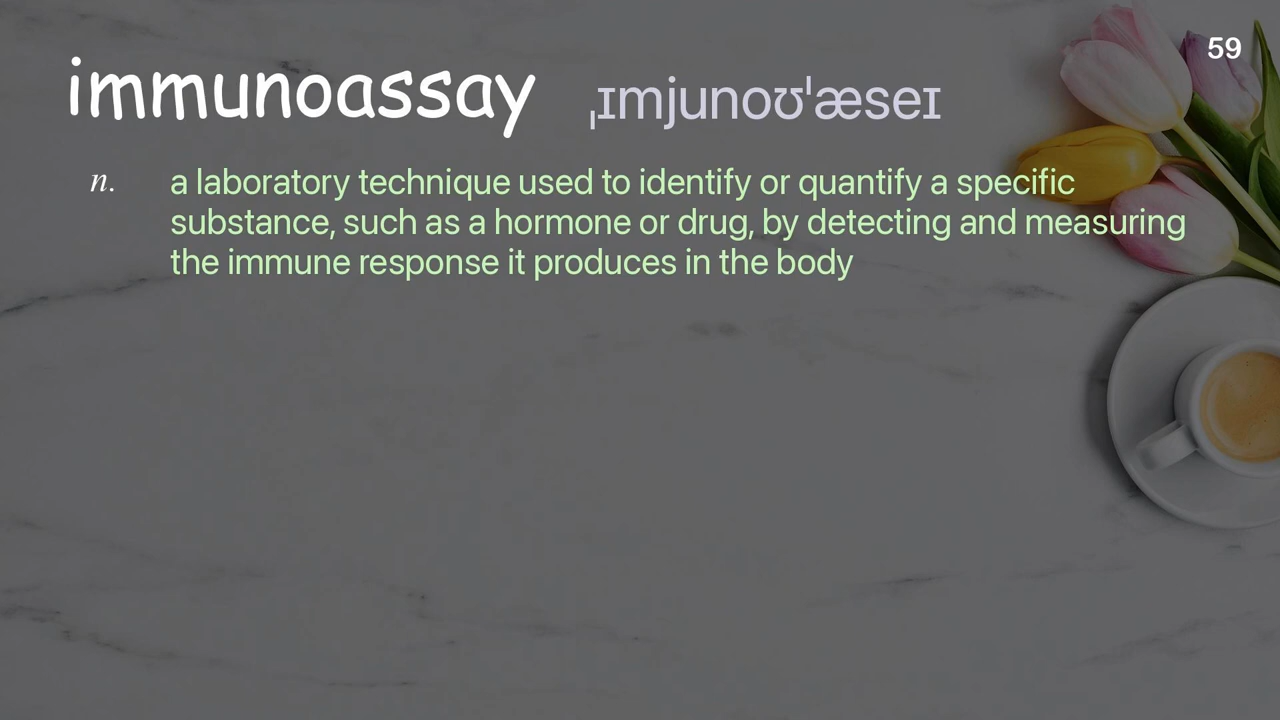 59
immunoassay ˌɪmjunoʊˈæseɪ
n. a laboratory technique used to identify or quantify a specific
substance, such as a hormone or drug, by detecting and measuring
the immune response it produces in the body